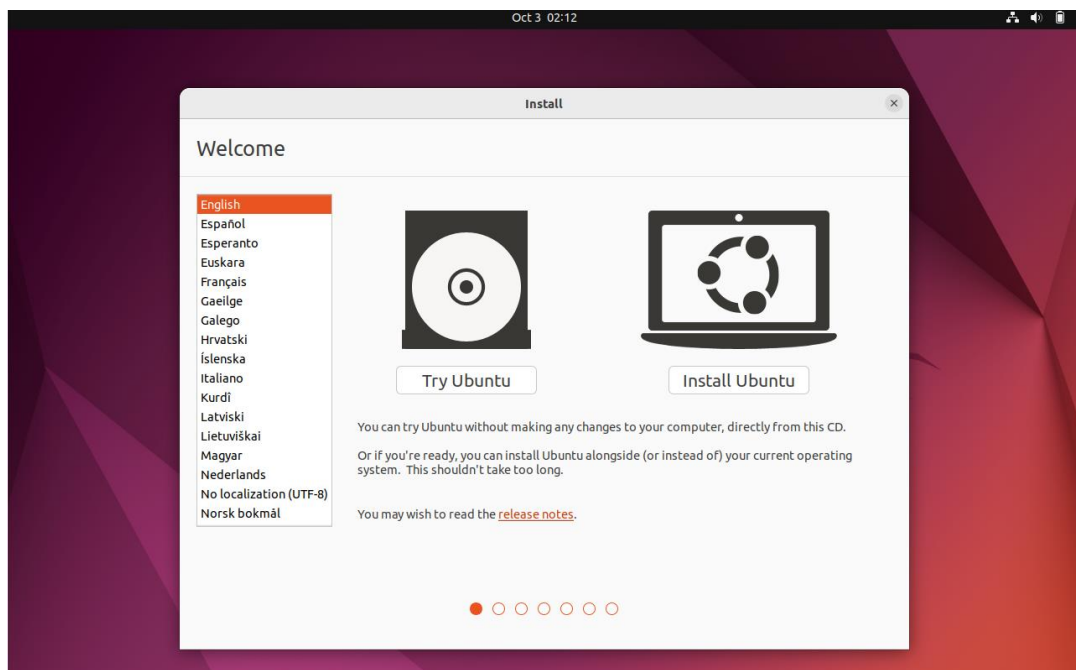 Oct 3 02:12
Install
Welcome
English
Español
Esperanto
Euskara
Français
Gaeilge
Galego
Hrvatski
Íslenska
Italiano
Kurdî
Latviski
Lietuviškai
Magyar
Nederlands
No localization (UTF-8)
Norsk bokmål
Try Ubuntu
Install Ubuntu
You can try Ubuntu without making any changes to your computer, directly from this CD.
Or if you're ready, you can install Ubuntu alongside (or instead of) your current operating
system. This shouldn't take too long.
You may wish to read the release notes.